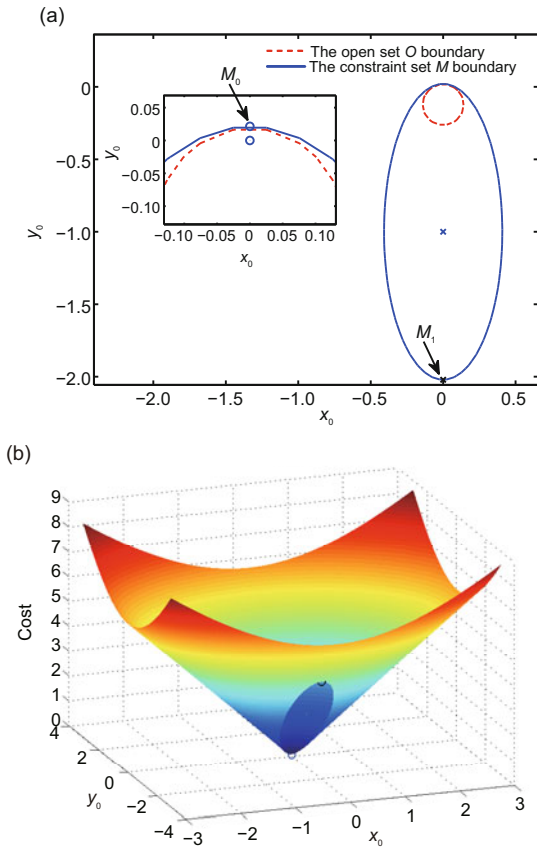 (a)
The open set O boundary
The constraint set M boundary
M₀
0.05
0
−0.05
−0.10
y₀
−0.10 −0.05 0 0.05 0.10
x₀
0
−0.5
−1.0
−1.5
−2.0
y₀
M₁
−2.0 −1.5 −1.0 −0.5 0 0.5
x₀
(b)
9
8
7
6
5
4
3
2
1
0
Cost
4
2
0
−2
−4
y₀
−3 −2 −1 0 1 2 3
x₀